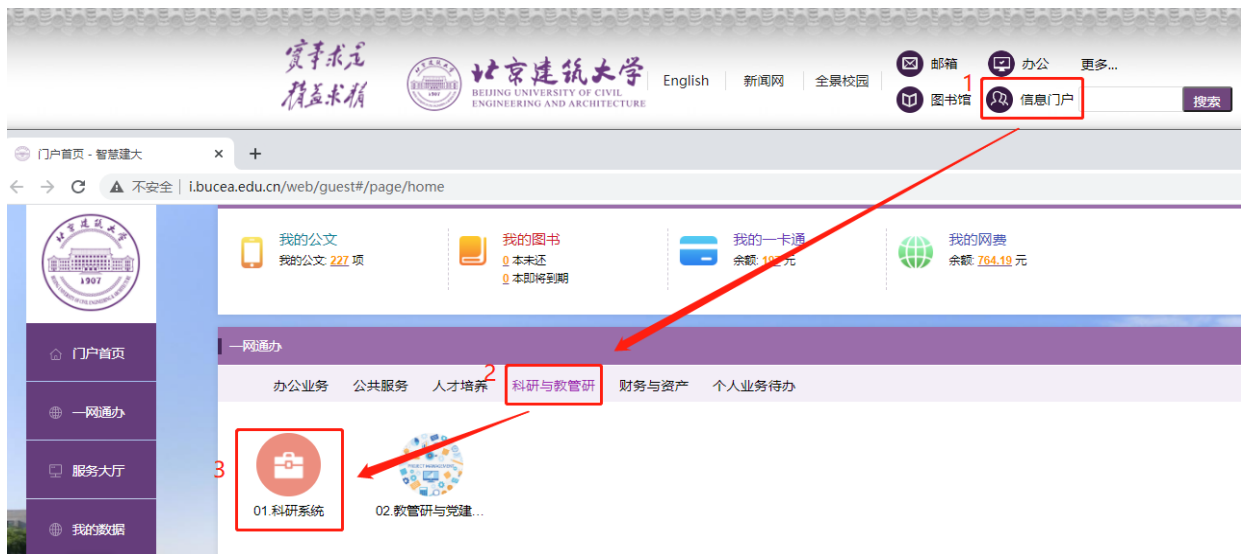 实事求是
精益求精
北京建筑大学
BEIJING UNIVERSITY OF CIVIL
ENGINEERING AND ARCHITECTURE
English 新闻网 全景校园
邮箱 办公 更多...
1
图书馆 信息门户 搜索
门户首页 - 智慧建大 × +
不安全 | i.bucea.edu.cn/web/guest#/page/home
北京建筑大学
1907
我的公文
我的公文: 227 项
我的图书
0 本未还
0 本即将到期
我的一卡通
余额: 元
我的网费
余额: 764.19 元
门户首页
一网通办
服务大厅
我的数据
一网通办
2
办公业务 公共服务 人才培养 科研与教管研 财务与资产 个人业务待办
3
PROJECT MANAGEMENT
01.科研系统 02.教管研与党建...